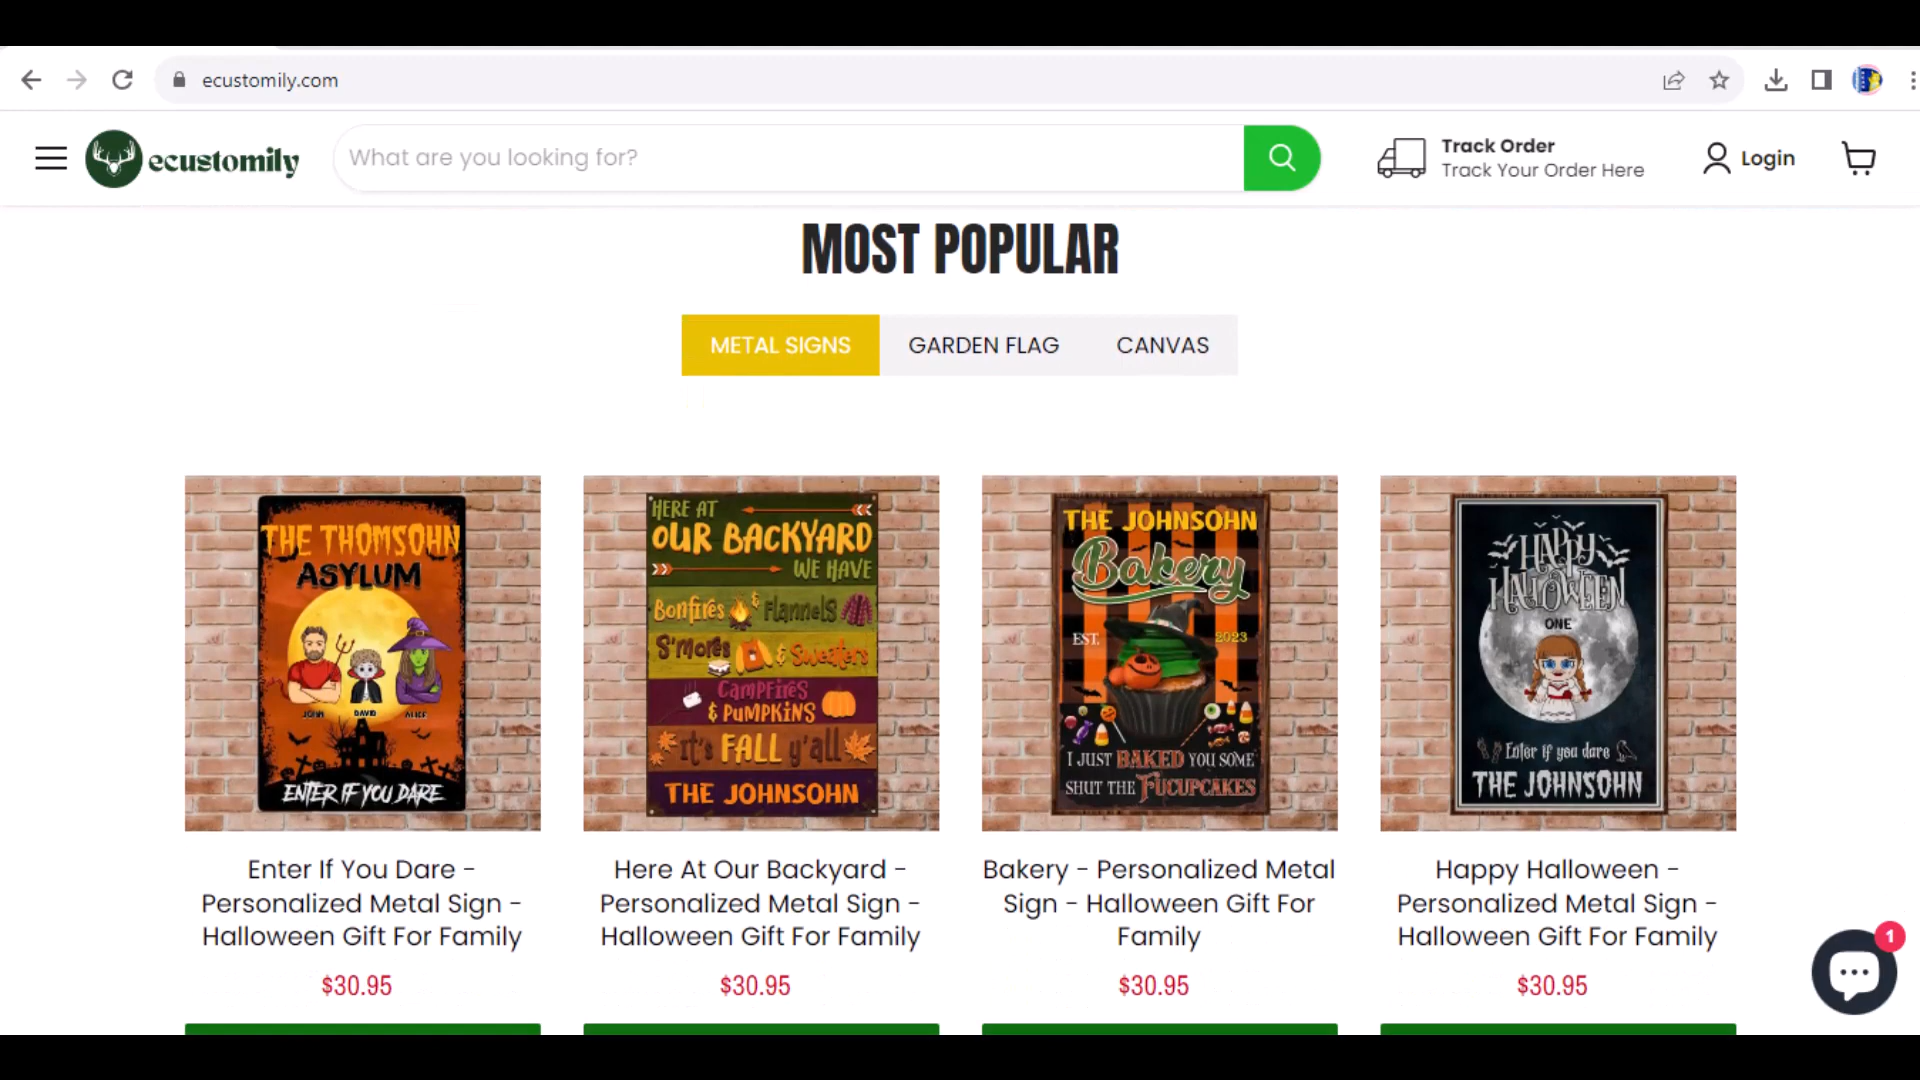 ecustomily.com
ecustomily
What are you looking for?
Track Order
Track Your Order Here
Login
MOST POPULAR
METAL SIGNS
GARDEN FLAG
CANVAS
THE THOMSOHN
ASYLUM
JOHN DAVID ALICE
ENTER IF YOU DARE
HERE AT
OUR BACKYARD
WE HAVE
Bonfires & Flannels
S'mores & Sweaters
CAMPFIRES
& PUMPKINS
it's FALL y'all
THE JOHNSOHN
THE JOHNSOHN
Bakery
EST. 2023
I JUST BAKED YOU SOME
SHUT THE FUCUPCAKES
HAPPY
HALLOWEEN
ONE
Enter if you dare
THE JOHNSOHN
Enter If You Dare -
Personalized Metal Sign -
Halloween Gift For Family
$30.95
Here At Our Backyard -
Personalized Metal Sign -
Halloween Gift For Family
$30.95
Bakery - Personalized Metal
Sign - Halloween Gift For
Family
$30.95
Happy Halloween -
Personalized Metal Sign -
Halloween Gift For Family
$30.95
1